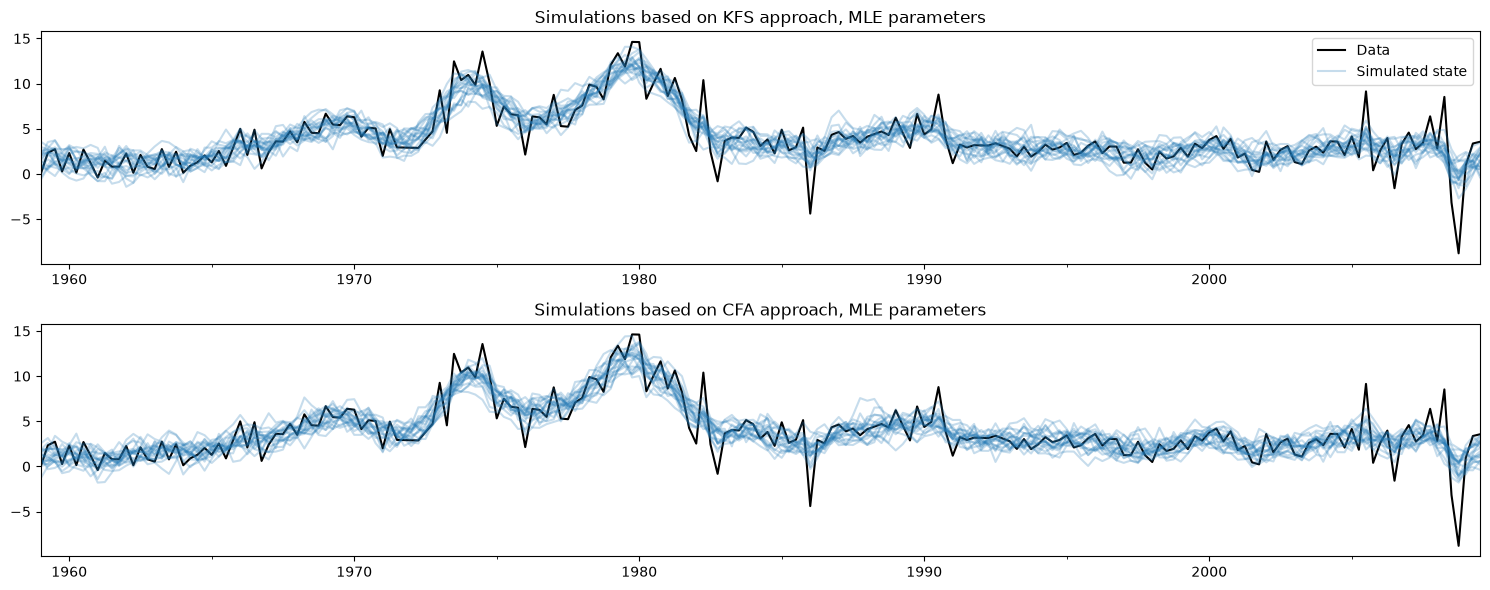 Simulations based on KFS approach, MLE parameters
15
10
5
0
−5
Data
Simulated state
1960 1970 1980 1990 2000
Simulations based on CFA approach, MLE parameters
15
10
5
0
−5
1960 1970 1980 1990 2000